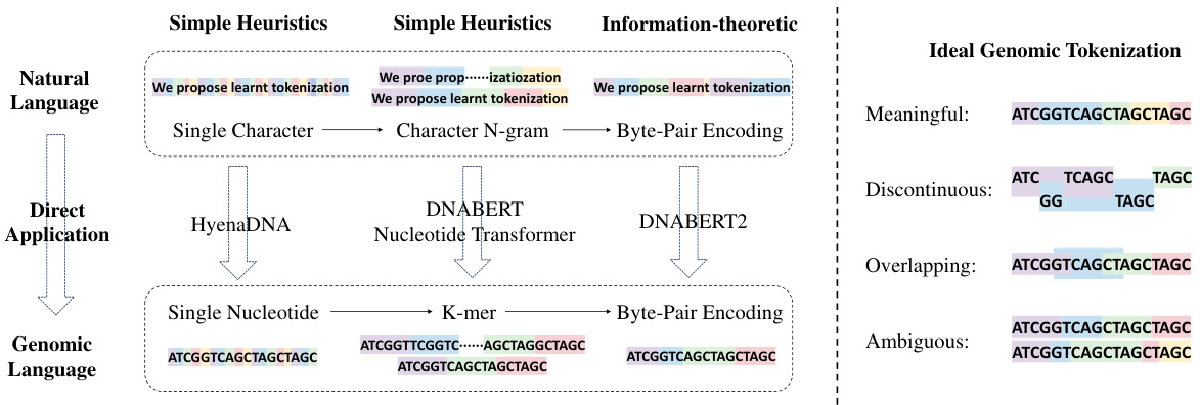 Simple Heuristics
Simple Heuristics
Information-theoretic
Natural
Language
We propose learnt tokenization
We proe prop······izatiozation
We propose learnt tokenization
We propose learnt tokenization
Single Character
Character N-gram
Byte-Pair Encoding
Direct
Application
HyenaDNA
DNABERT
Nucleotide Transformer
DNABERT2
Single Nucleotide
K-mer
Byte-Pair Encoding
Genomic
Language
ATCGGTCAGCTAGCTAGC
ATCGGTTCGGTC······AGCTAGGCTAGC
ATCGGTCAGCTAGCTAGC
ATCGGTCAGCTAGCTAGC
Ideal Genomic Tokenization
Meaningful:
ATCGGTCAGCTAGCTAGC
Discontinuous:
ATC TCAGC TAGC
GG TAGC
Overlapping:
ATCGGTCAGCTAGCTAGC
Ambiguous:
ATCGGTCAGCTAGCTAGC
ATCGGTCAGCTAGCTAGC